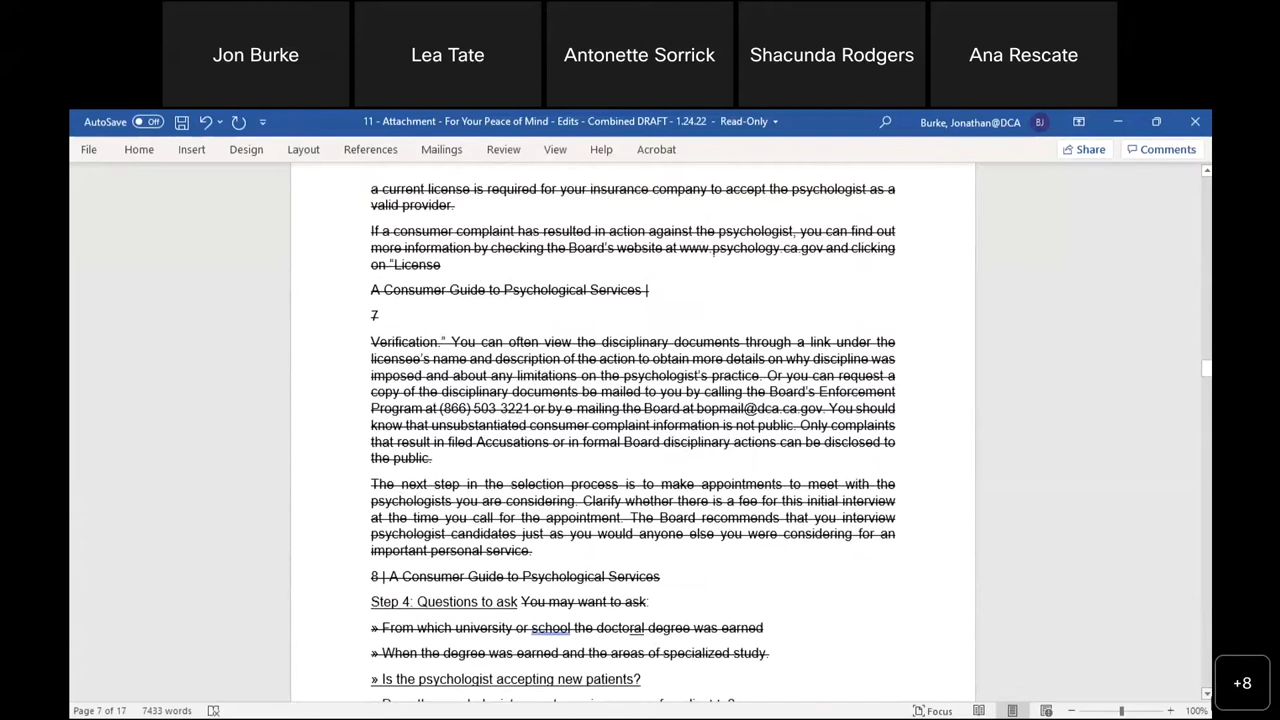 Jon Burke
Lea Tate
Antonette Sorrick
Shacunda Rodgers
Ana Rescate
AutoSave Off
11 - Attachment - For Your Peace of Mind - Edits - Combined DRAFT - 1.24.22 - Read-Only
Burke, Jonathan@DCA BJ
File Home Insert Design Layout References Mailings Review View Help Acrobat Share Comments
a current license is required for your insurance company to accept the psychologist as a
valid provider.
If a consumer complaint has resulted in action against the psychologist, you can find out
more information by checking the Board's website at www.psychology.ca.gov and clicking
on "License
A Consumer Guide to Psychological Services |
7
Verification." You can often view the disciplinary documents through a link under the
licensee's name and description of the action to obtain more details on why discipline was
imposed and about any limitations on the psychologist's practice. Or you can request a
copy of the disciplinary documents be mailed to you by calling the Board's Enforcement
Program at (866) 503-3221 or by e-mailing the Board at bopmail@dca.ca.gov. You should
know that unsubstantiated consumer complaint information is not public. Only complaints
that result in filed Accusations or in formal Board disciplinary actions can be disclosed to
the public.
The next step in the selection process is to make appointments to meet with the
psychologists you are considering. Clarify whether there is a fee for this initial interview
at the time you call for the appointment. The Board recommends that you interview
psychologist candidates just as you would anyone else you were considering for an
important personal service.
8 | A Consumer Guide to Psychological Services
Step 4: Questions to ask You may want to ask:
» From which university or school the doctoral degree was earned
» When the degree was earned and the areas of specialized study.
» Is the psychologist accepting new patients?
+8
Page 7 of 17 7433 words Focus 100%